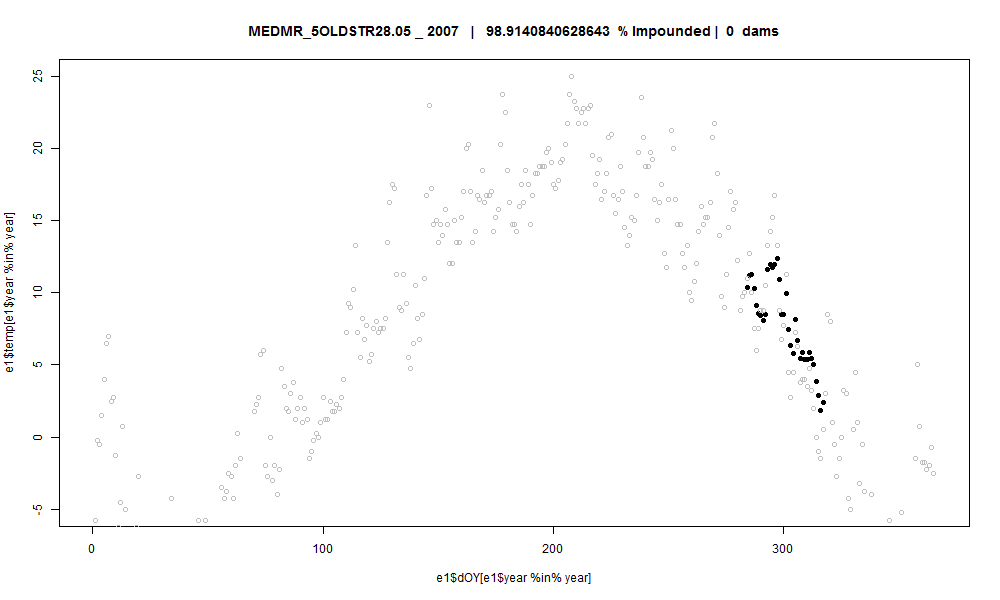 MEDMR_5OLDSTR28.05 _ 2007 | 98.9140840628643 % Impounded | 0 dams
25
20
15
10
5
0
-5
e1$temp[e1$year %in% year]
0 100 200 300
e1$dOY[e1$year %in% year]